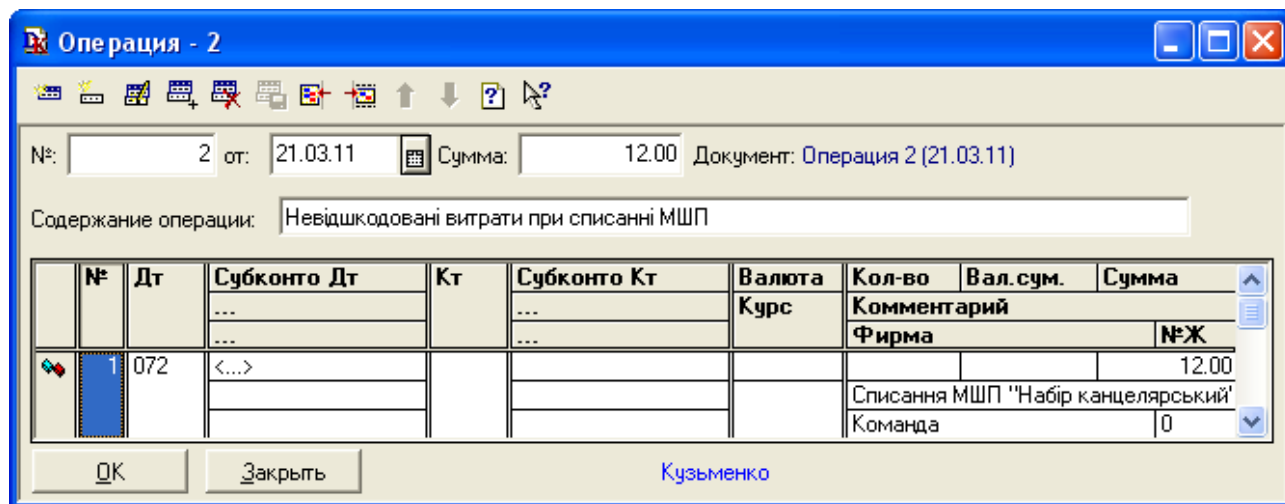 Операция - 2
№: 2 от: 21.03.11 Сумма: 12.00 Документ: Операция 2 (21.03.11)
Содержание операции: Невідшкодовані витрати при списанні МШП
№ Дт Субконто Дт Кт Субконто Кт Валюта Кол-во Вал.сум. Сумма
... ... Курс Комментарий
... ... Фирма №Ж
1 072 <...> 12.00
Списання МШП "Набір канцелярський"
Команда 0
OK Закрыть Кузьменко